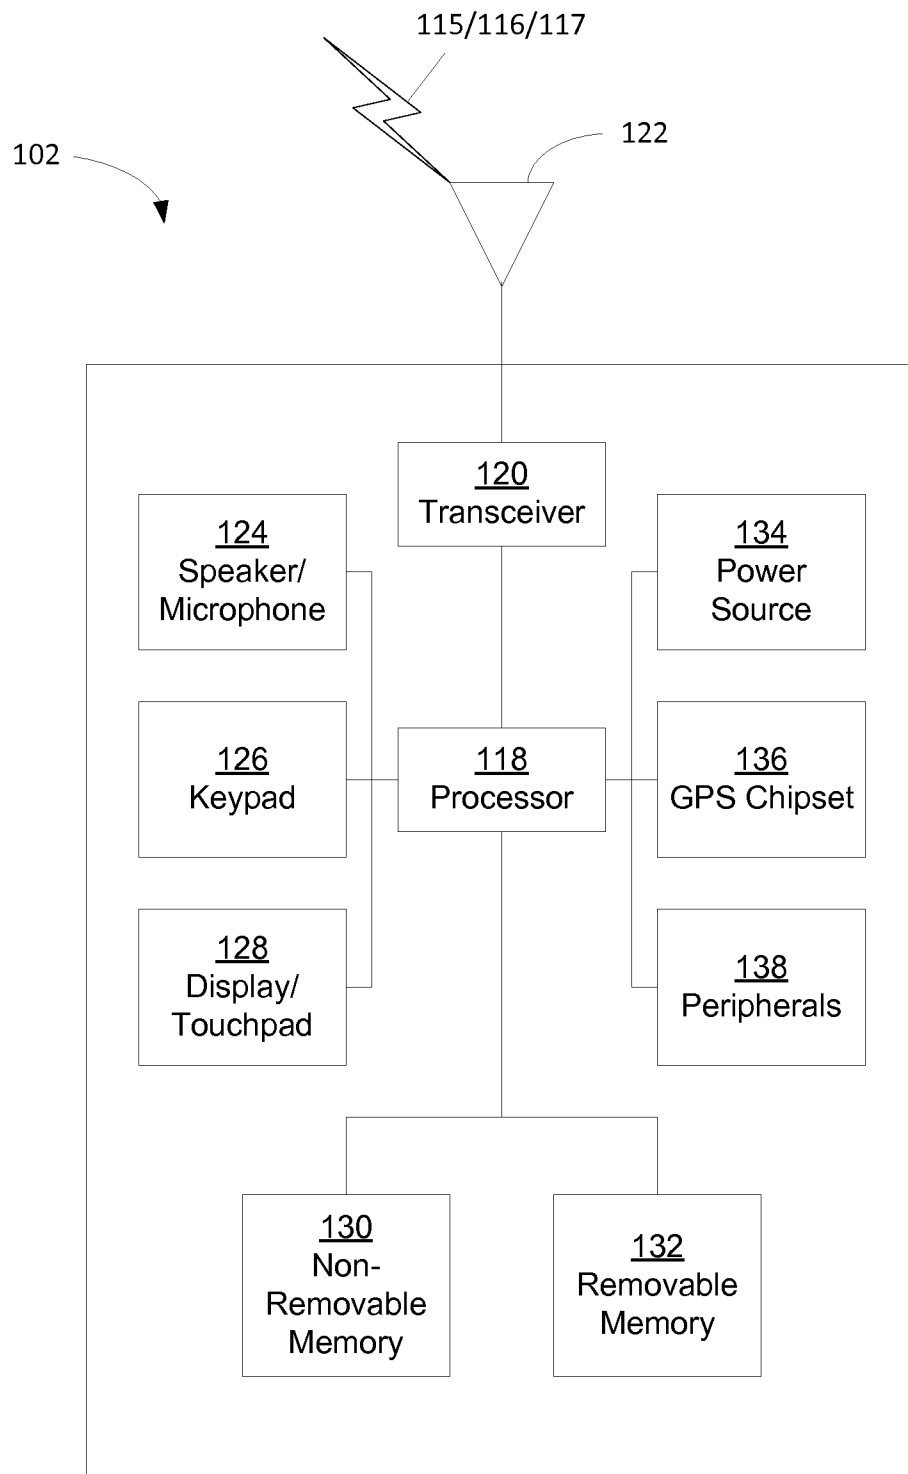 115/116/117
122
102
120
Transceiver
124
Speaker/
Microphone
134
Power
Source
126
Keypad
118
Processor
136
GPS Chipset
128
Display/
Touchpad
138
Peripherals
130
Non-
Removable
Memory
132
Removable
Memory